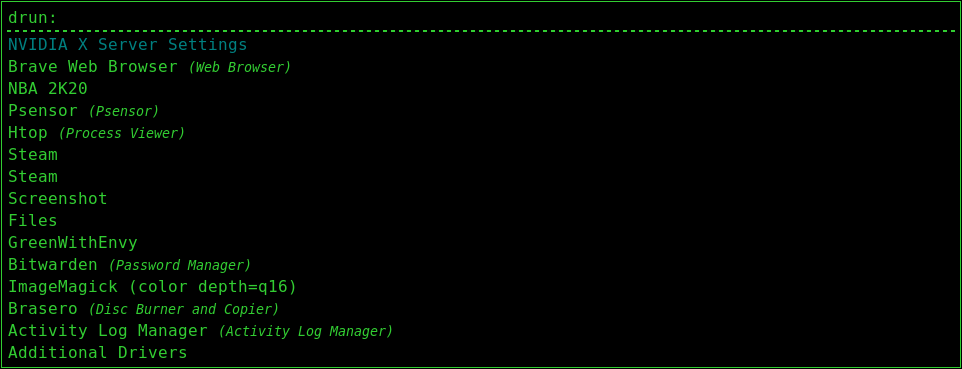 drun:
NVIDIA X Server Settings
Brave Web Browser (Web Browser)
NBA 2K20
Psensor (Psensor)
Htop (Process Viewer)
Steam
Steam
Screenshot
Files
GreenWithEnvy
Bitwarden (Password Manager)
ImageMagick (color depth=q16)
Brasero (Disc Burner and Copier)
Activity Log Manager (Activity Log Manager)
Additional Drivers